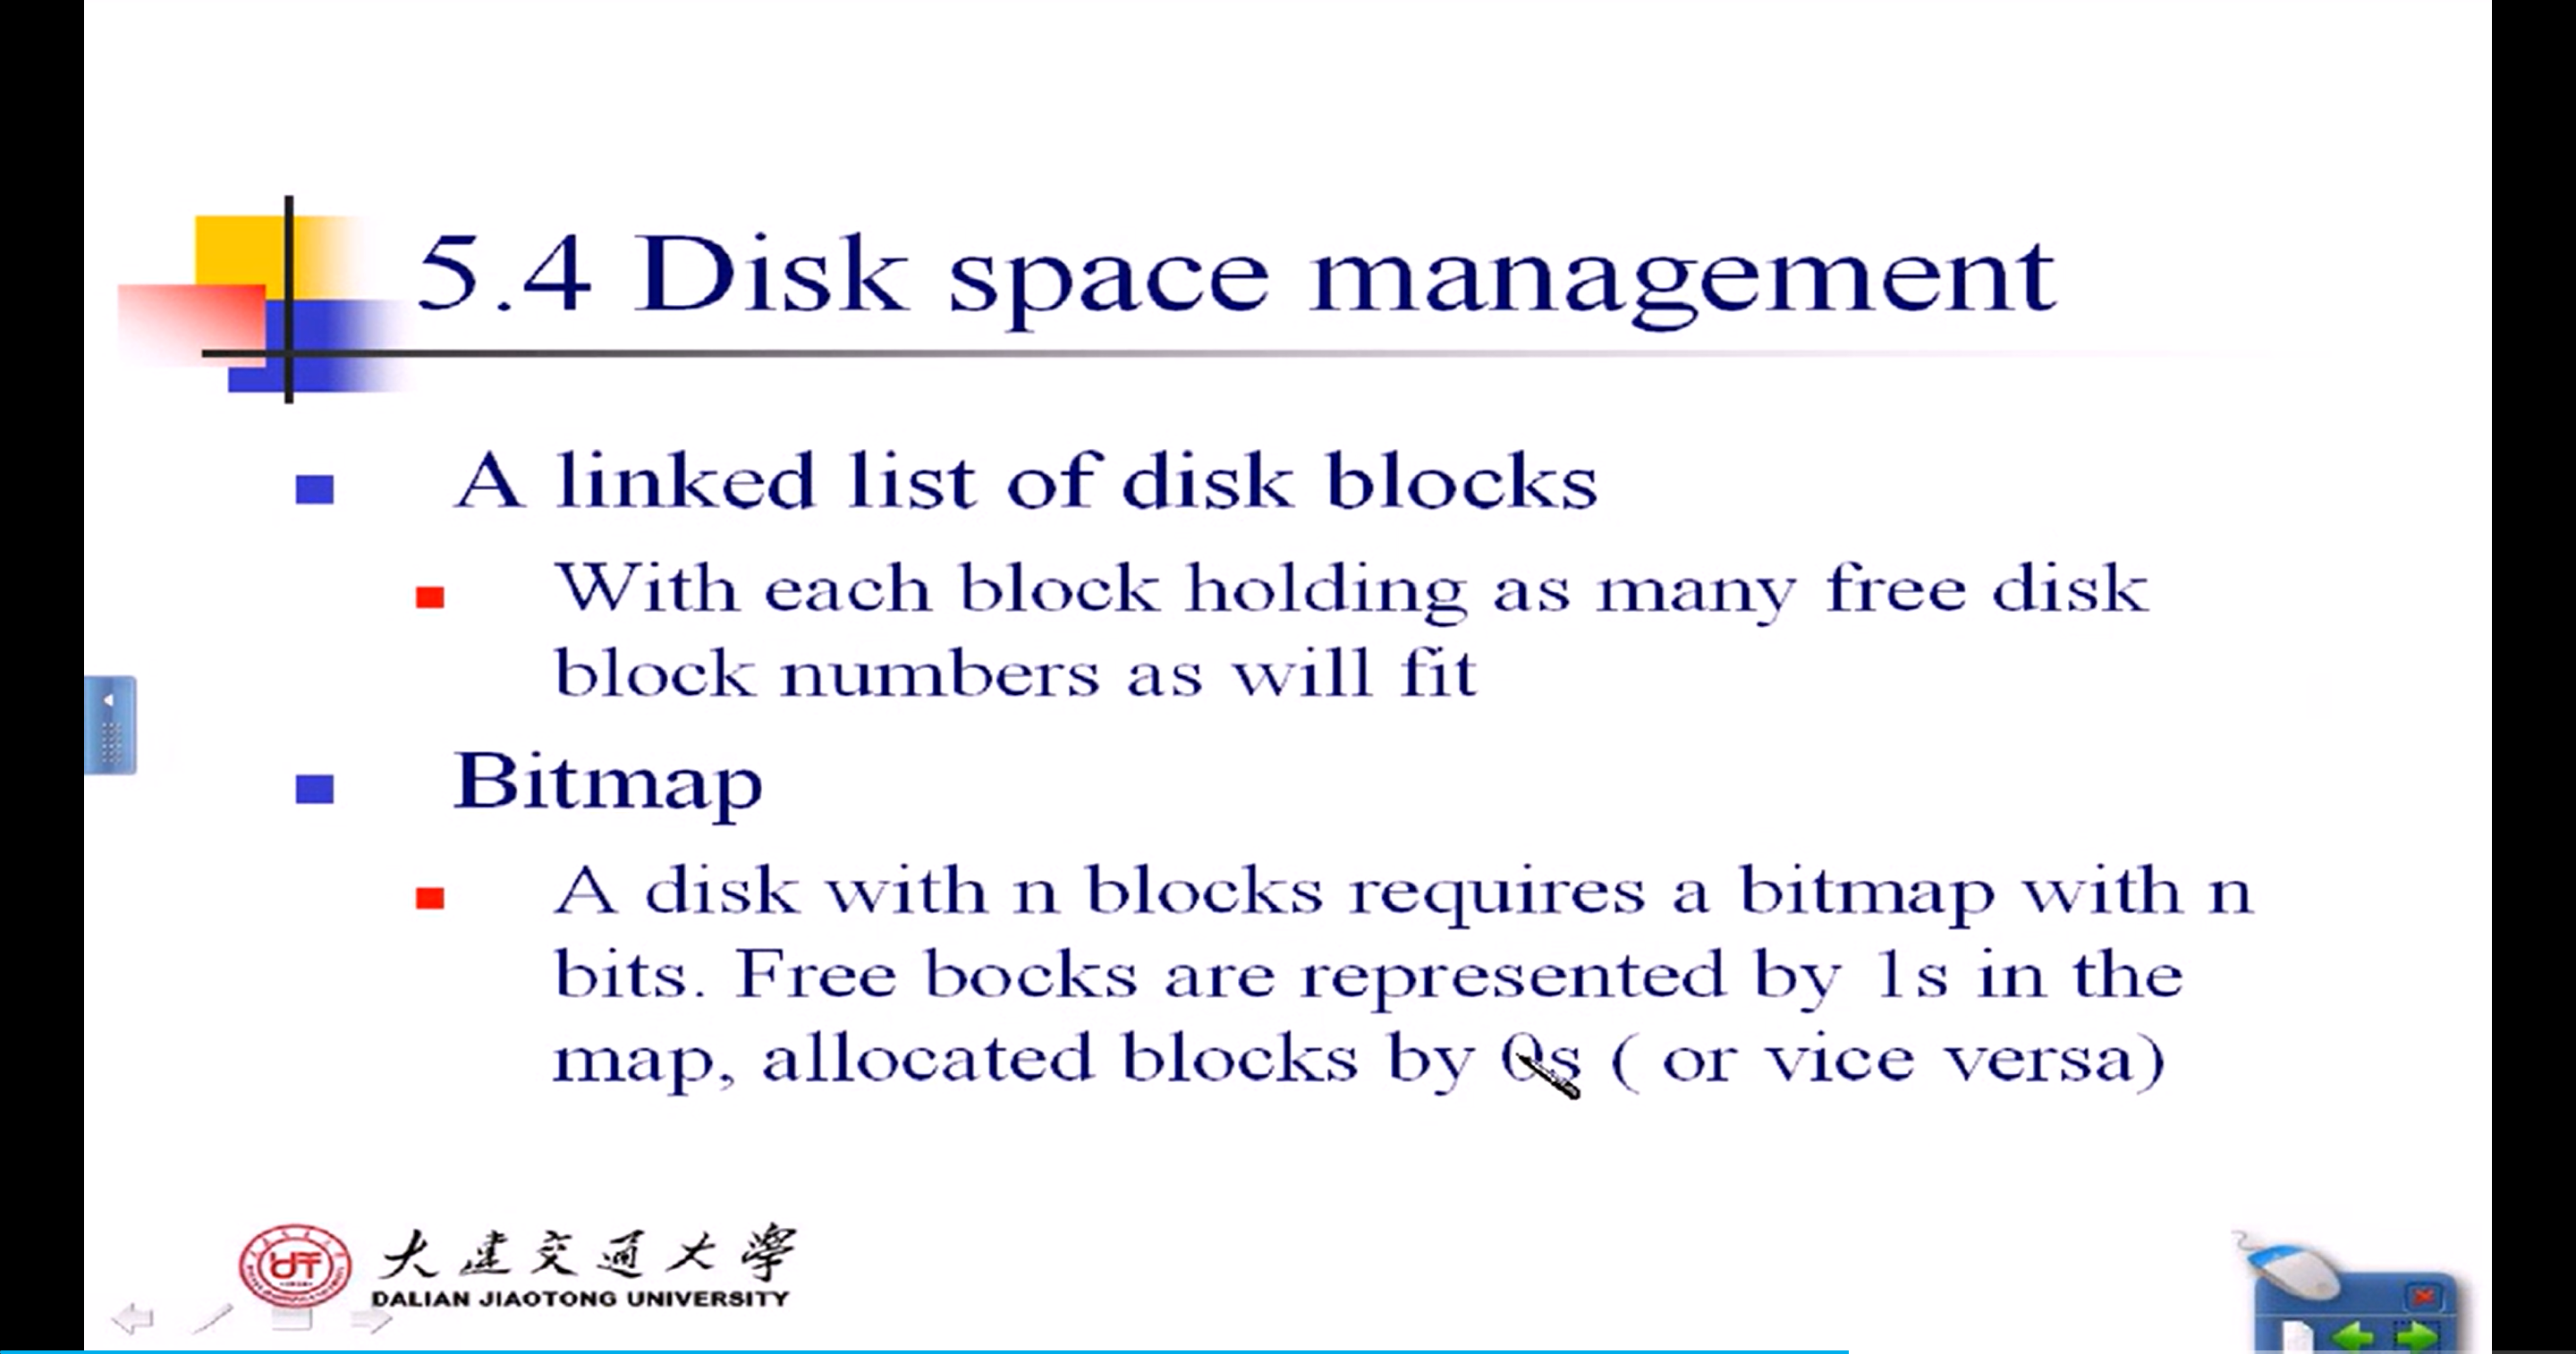 5.4 Disk space management
A linked list of disk blocks
With each block holding as many free disk
block numbers as will fit
Bitmap
A disk with n blocks requires a bitmap with n
bits. Free bocks are represented by 1s in the
map, allocated blocks by 0s ( or vice versa)
大连交通大学
DALIAN JIAOTONG UNIVERSITY